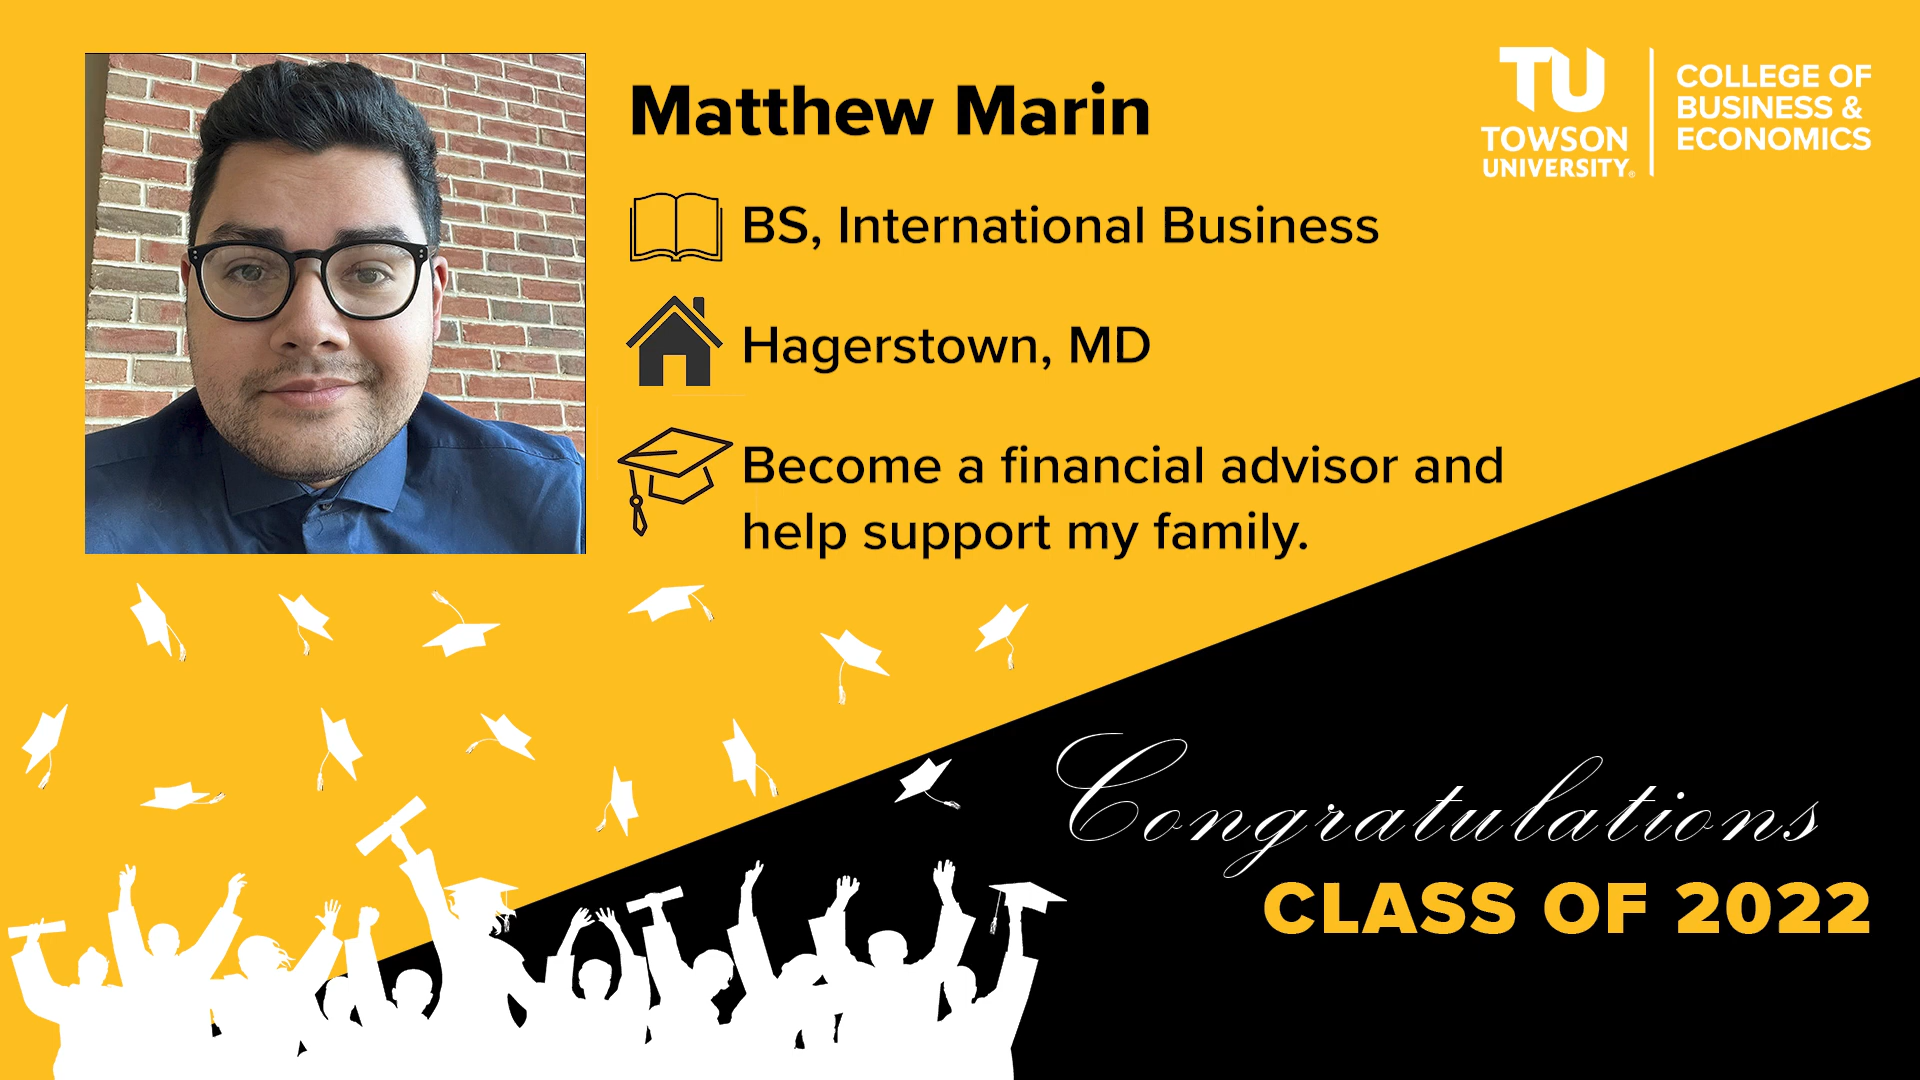 Matthew Marin
BS, International Business
Hagerstown, MD
Become a financial advisor and
help support my family.
TU
TOWSON
UNIVERSITY®
COLLEGE OF
BUSINESS &
ECONOMICS
Congratulations
CLASS OF 2022